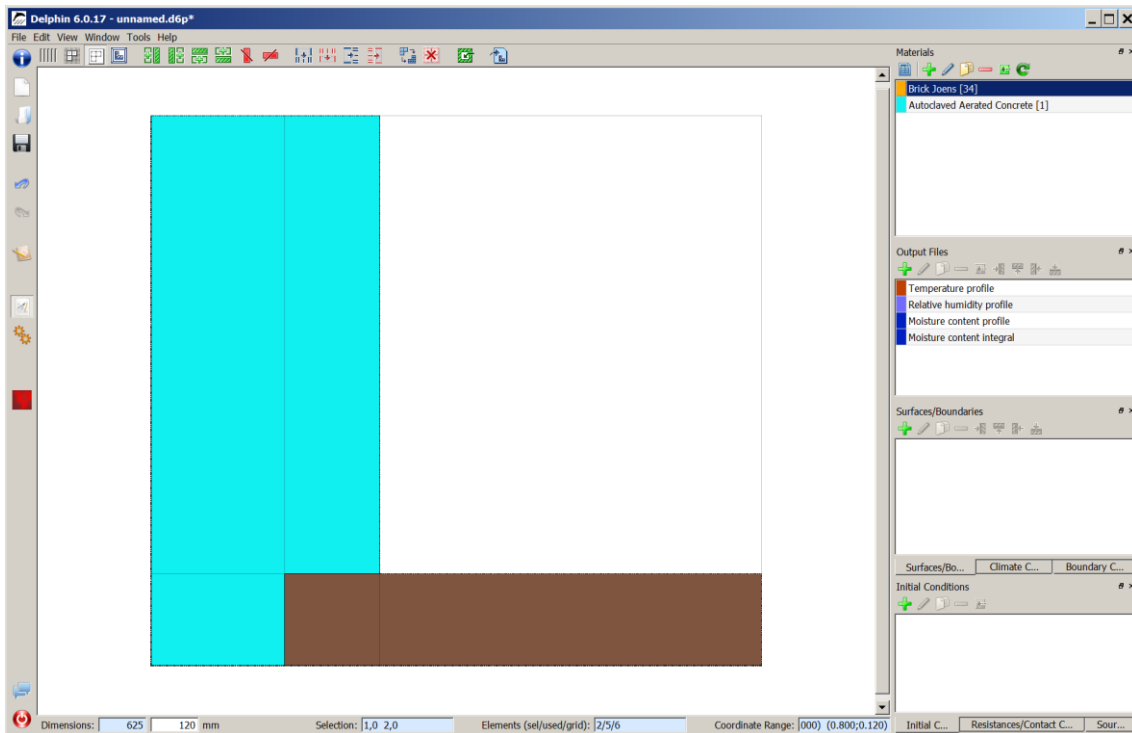 Delphin 6.0.17 - unnamed.d6p*
File Edit View Window Tools Help
Materials
Brick Joens [34]
Autoclaved Aerated Concrete [1]
Output Files
Temperature profile
Relative humidity profile
Moisture content profile
Moisture content integral
Surfaces/Boundaries
Surfaces/Bo... Climate C... Boundary C...
Initial Conditions
Dimensions: 625 120 mm Selection: 1,0 2,0 Elements (sel/used/grid): 2/5/6 Coordinate Range: 000) (0.800;0.120) Initial C... Resistances/Contact C... Sour...